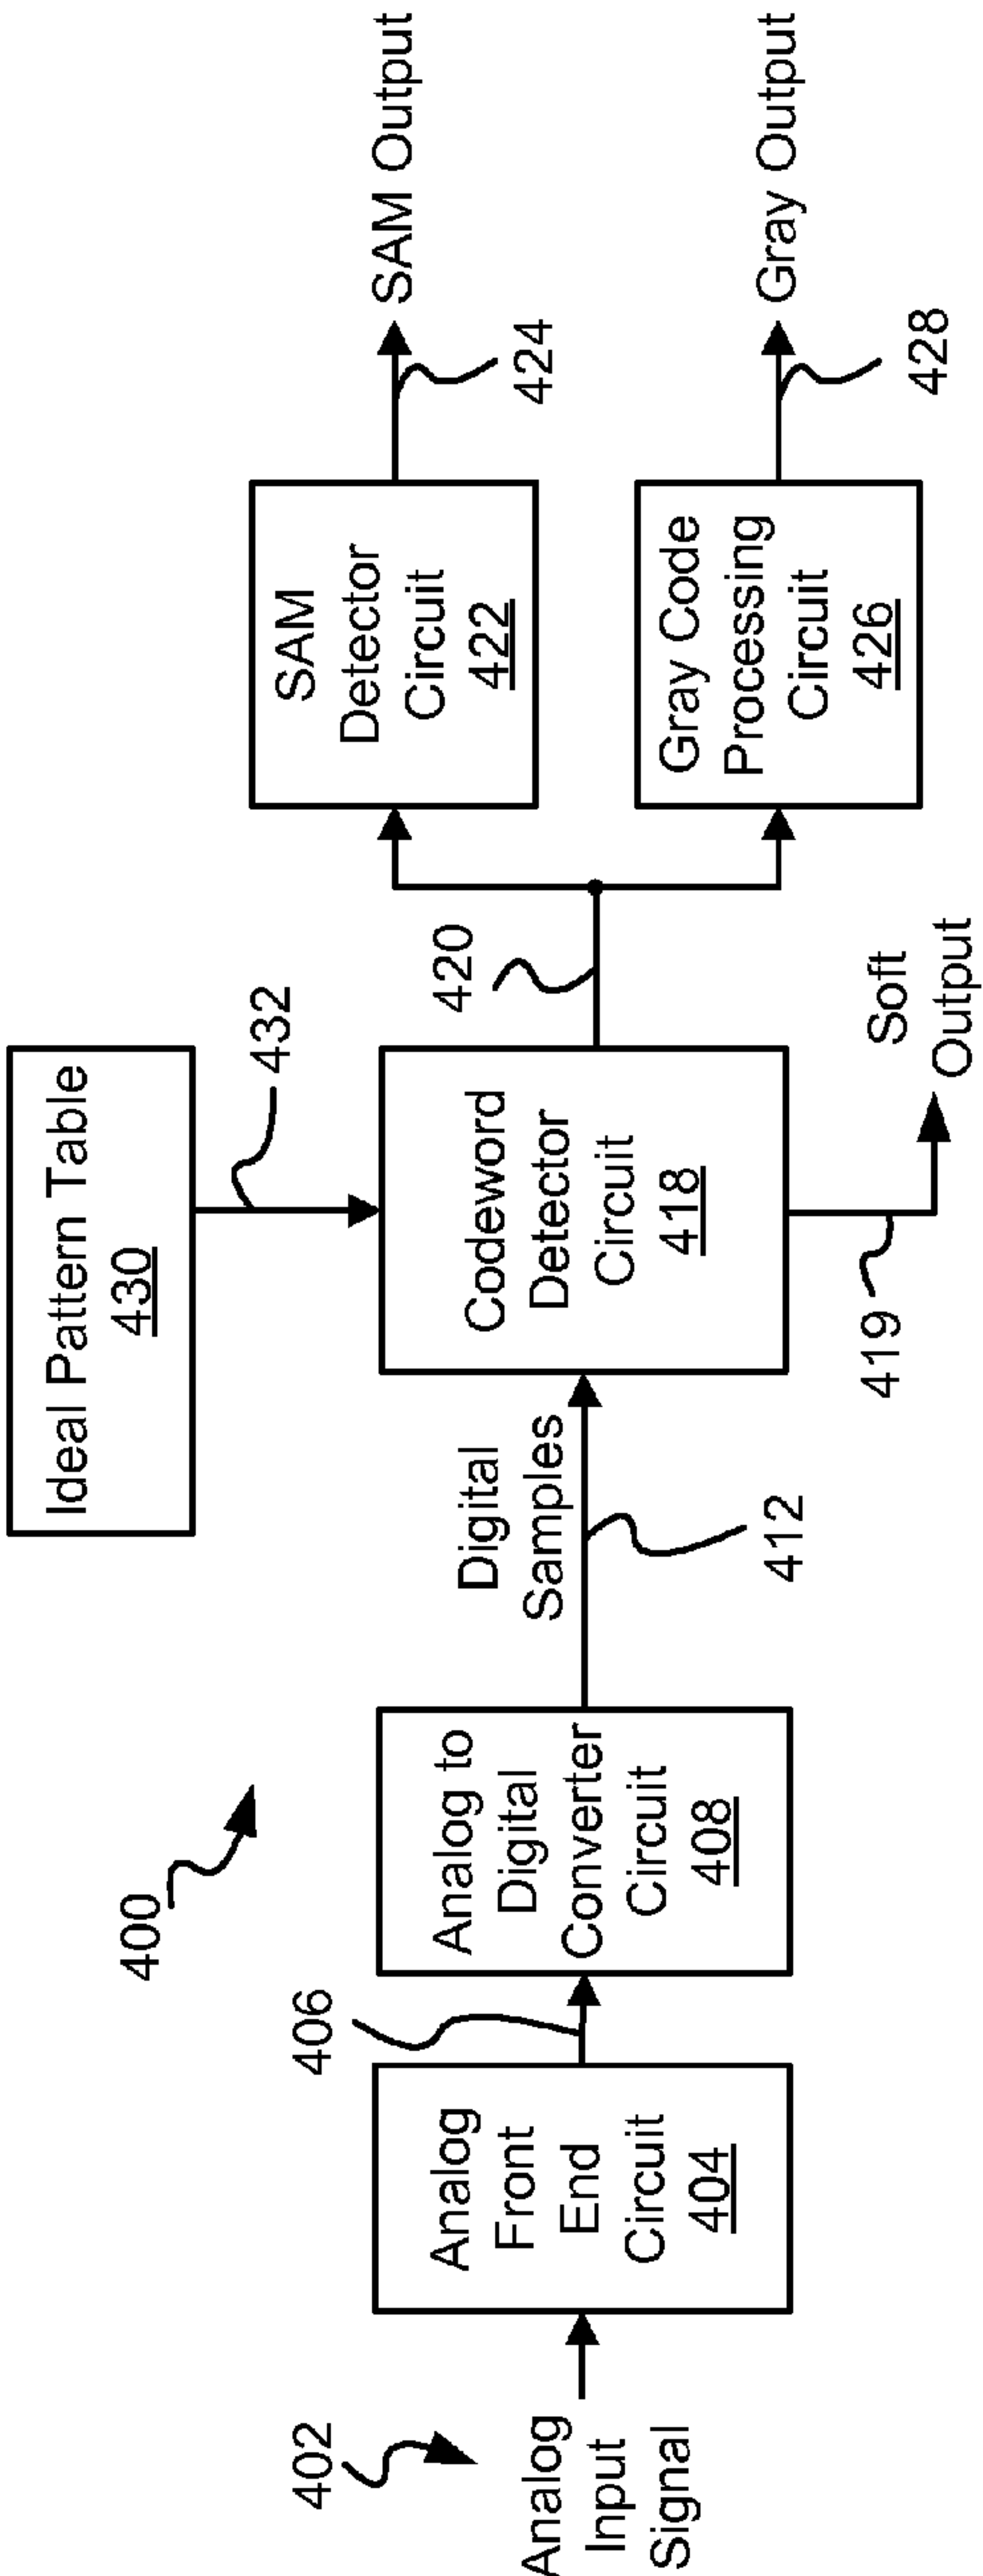 400
402
Analog
Input
Signal
Analog
Front
End
Circuit
404
406
Analog to
Digital
Converter
Circuit
408
Digital
Samples
412
Ideal Pattern Table
430
432
Codeword
Detector
Circuit
418
419
Soft
Output
420
SAM
Detector
Circuit
422
424
SAM Output
Gray Code
Processing
Circuit
426
428
Gray Output